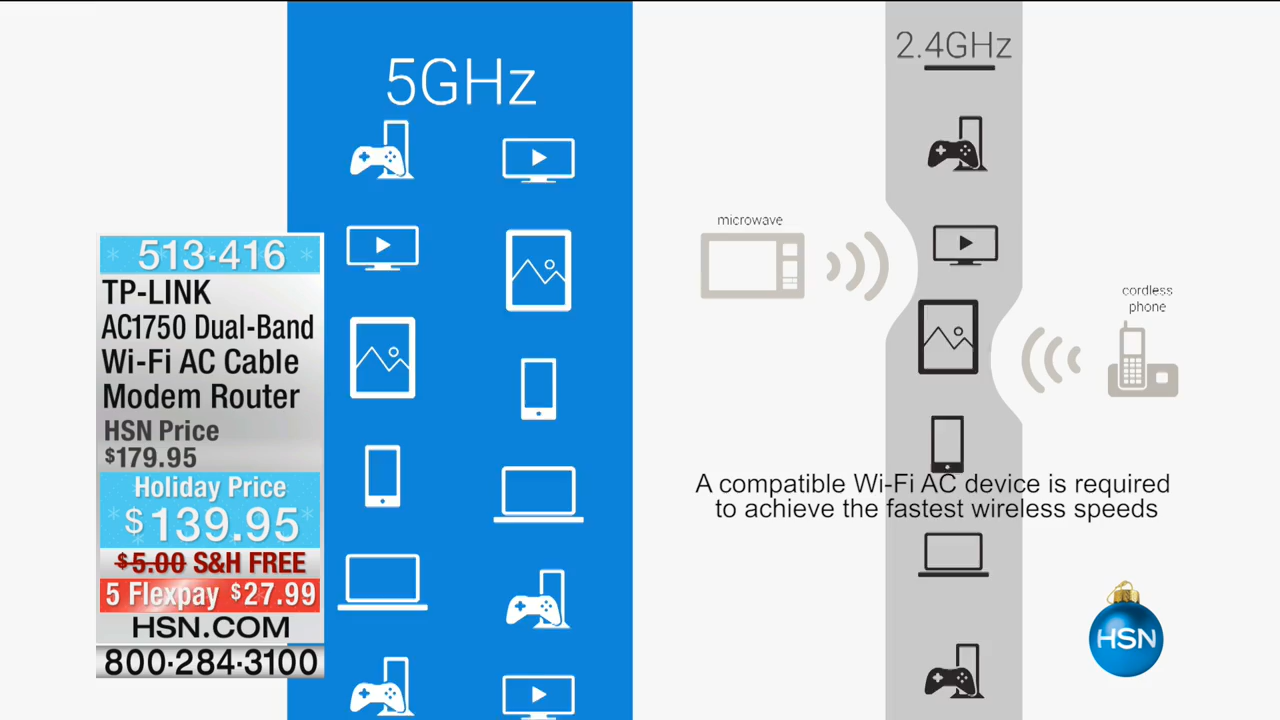 5GHz
2.4GHz
microwave
cordless
phone
A compatible Wi-Fi AC device is required
to achieve the fastest wireless speeds
513·416
TP-LINK
AC1750 Dual-Band
Wi-Fi AC Cable
Modem Router
HSN Price
$179.95
Holiday Price
$139.95
$5.00 S&H FREE
5 Flexpay $27.99
HSN.COM
800·284·3100
HSN